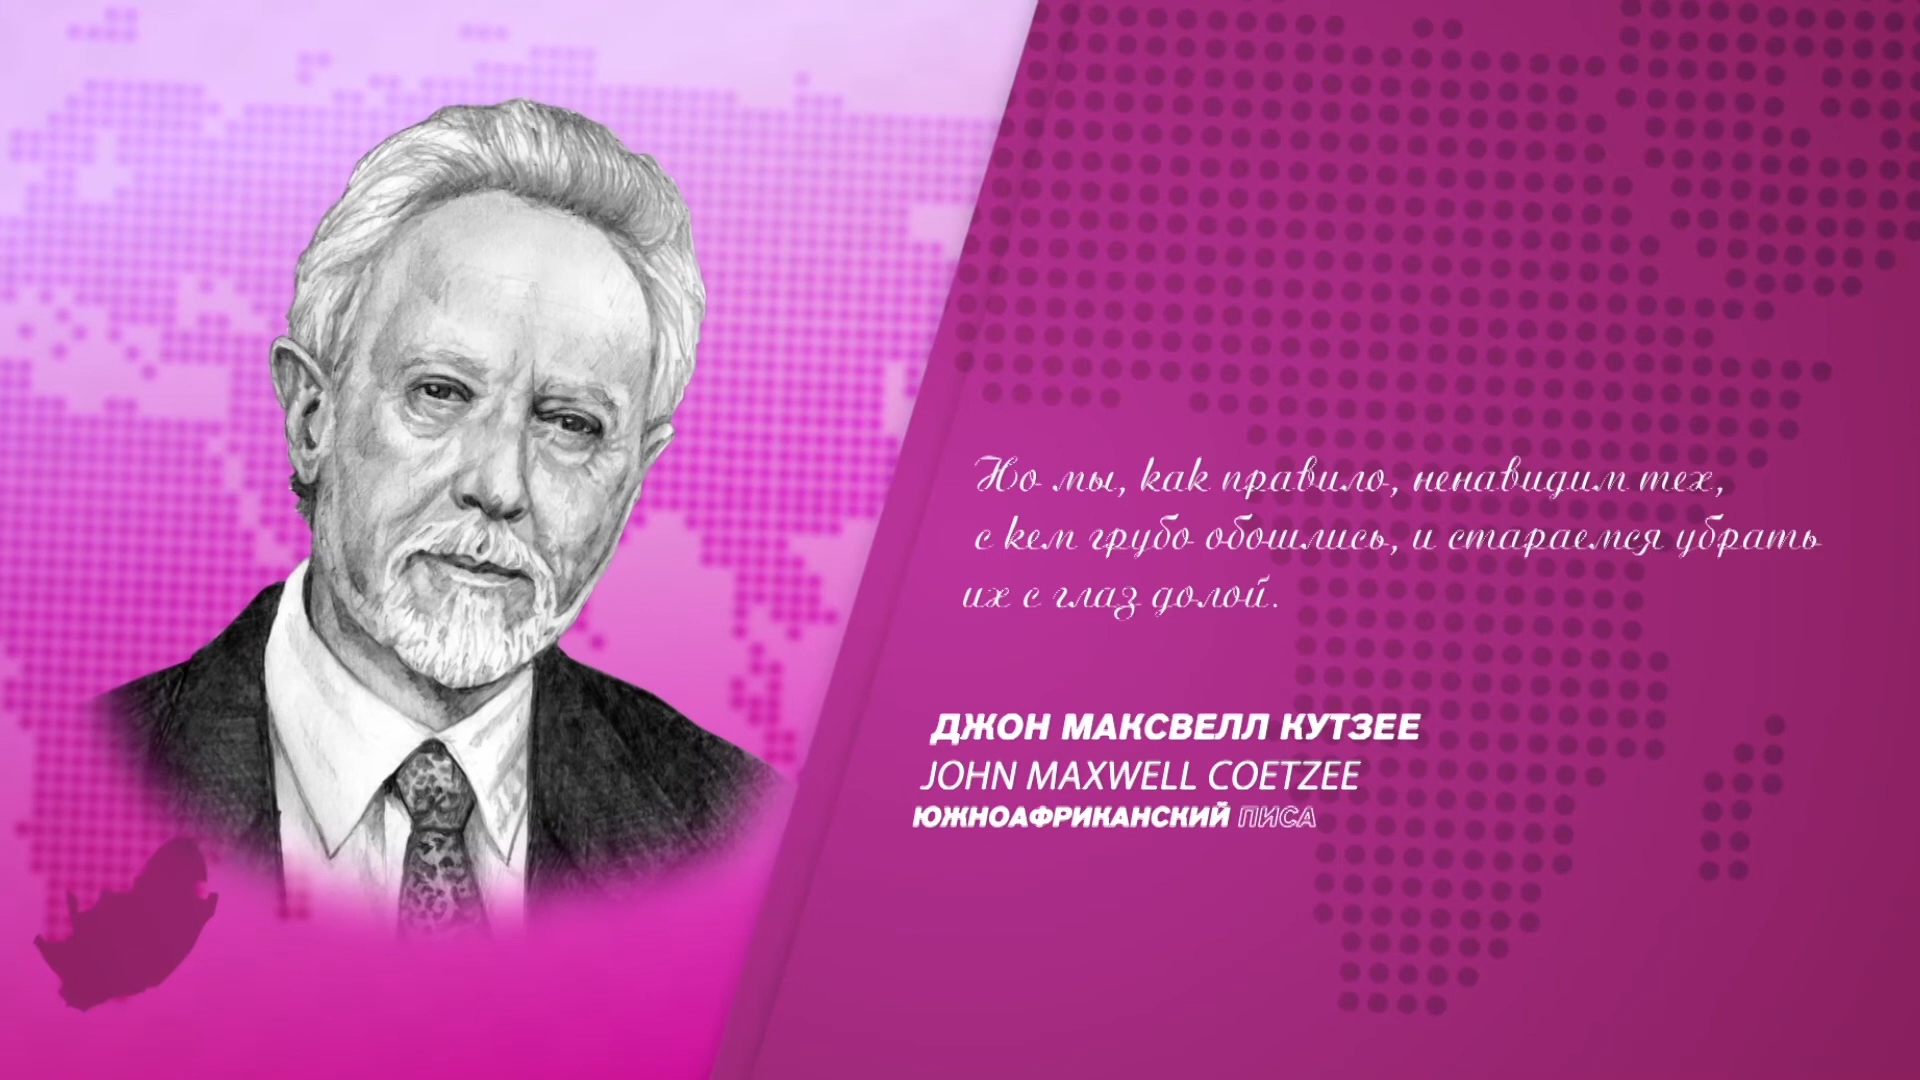 Но мы, как правило, ненавидим тех,
с кем грубо обошлись, и стараемся убрать
их с глаз долой.
ДЖОН МАКСВЕЛЛ КУТЗЕЕ
JOHN MAXWELL COETZEE
ЮЖНОАФРИКАНСКИЙ ПИСА